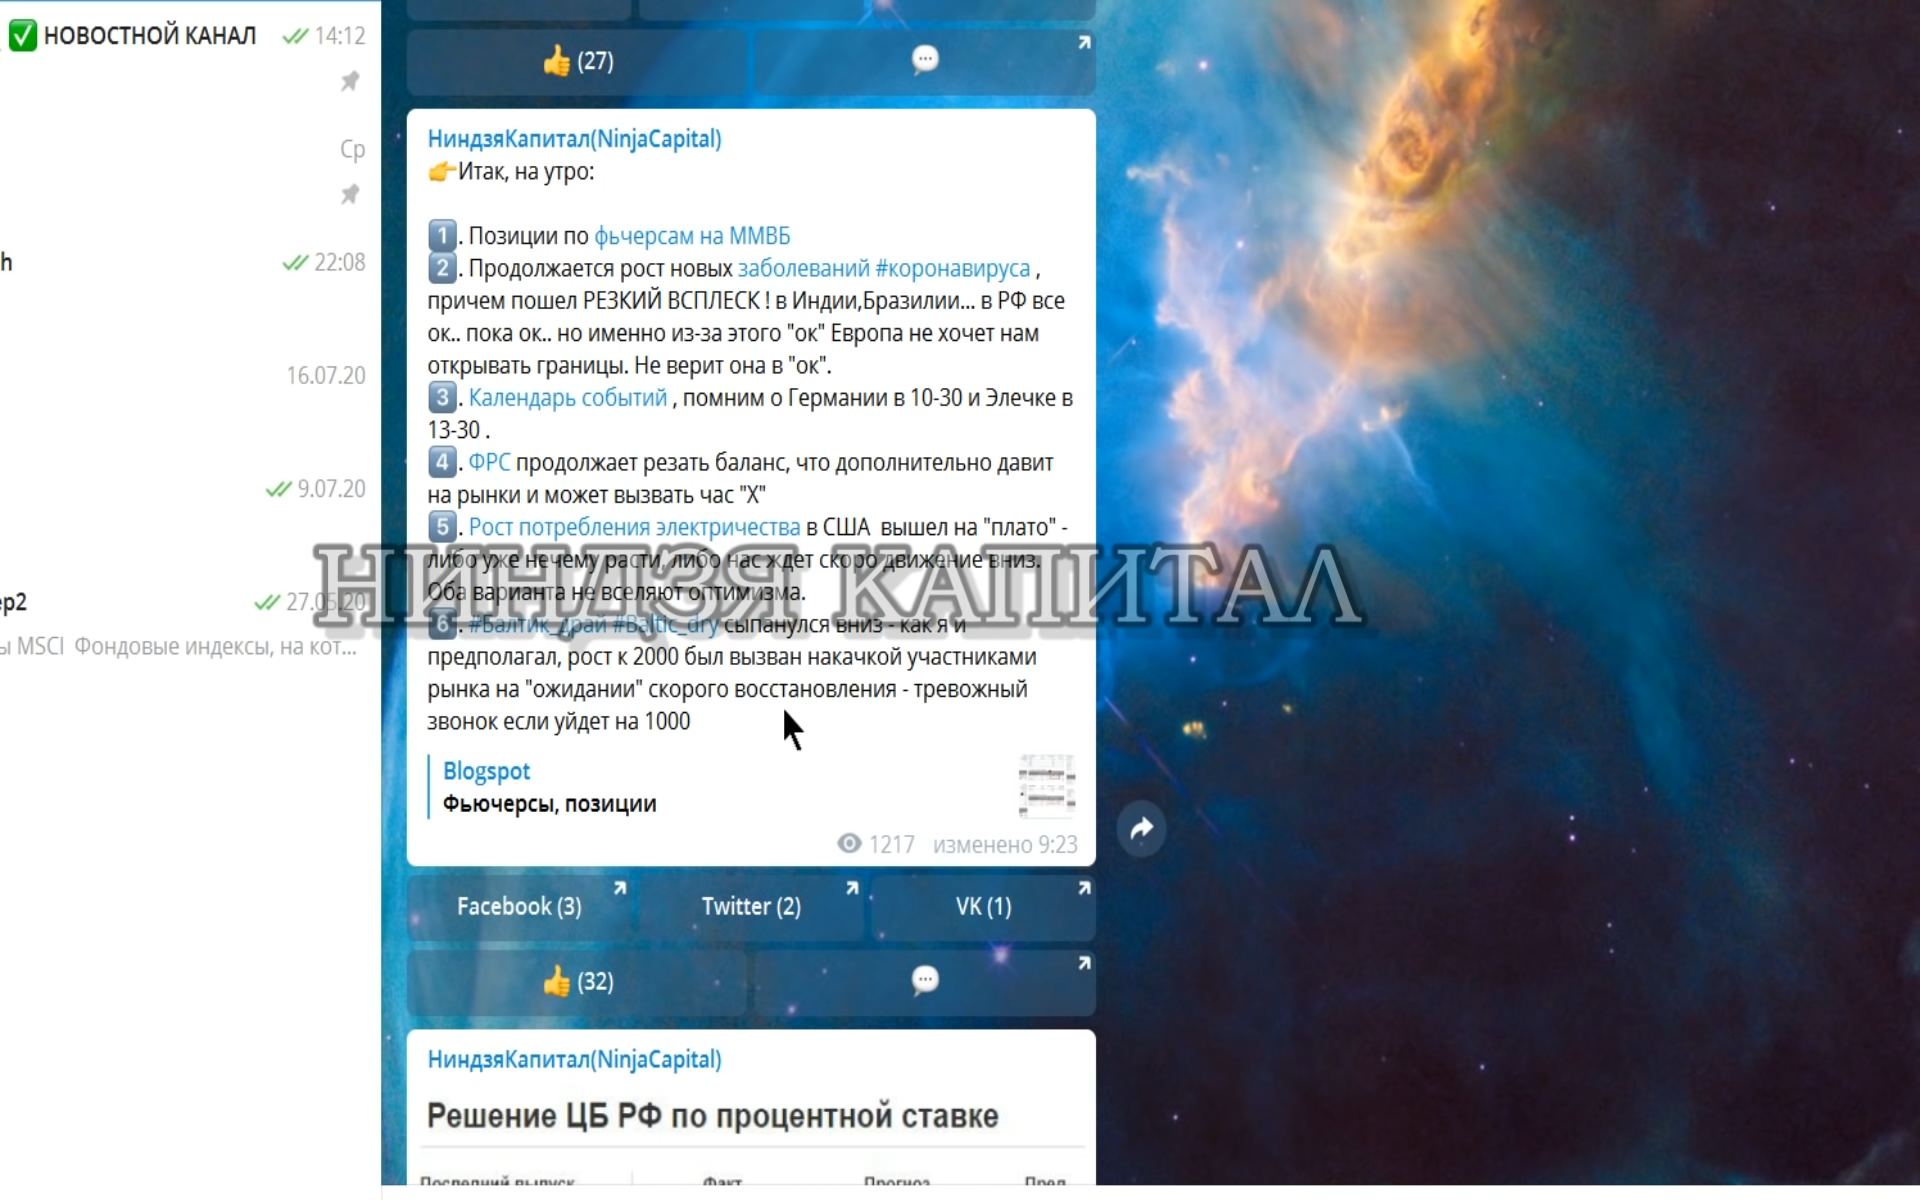 ✅ НОВОСТНОЙ КАНАЛ 14:12
Ср
h 22:08
16.07.20
9.07.20
ер2 27.05.20
ы MSCI Фондовые индексы, на кот...
👍 (27)
НиндзяКапитал(NinjaCapital)
👉Итак, на утро:
1. Позиции по фьчерсам на ММВБ
2. Продолжается рост новых заболеваний #коронавируса ,
причем пошел РЕЗКИЙ ВСПЛЕСК ! в Индии,Бразилии... в РФ все
ок.. пока ок.. но именно из-за этого "ок" Европа не хочет нам
открывать границы. Не верит она в "ок".
3. Календарь событий , помним о Германии в 10-30 и Элечке в
13-30 .
4. ФРС продолжает резать баланс, что дополнительно давит
на рынки и может вызвать час "Х"
5. Рост потребления электричества в США вышел на "плато" -
либо уже нечему расти, либо нас ждет скоро движение вниз.
Оба варианта не вселяют оптимизма.
6. #Балтик_драй #Baltic_dry сыпанулся вниз - как я и
предполагал, рост к 2000 был вызван накачкой участниками
рынка на "ожидании" скорого восстановления - тревожный
звонок если уйдет на 1000
НИНДЗЯ КАПИТАЛ
Blogspot
Фьючерсы, позиции
1217 изменено 9:23
Facebook (3) Twitter (2) VK (1)
👍 (32)
НиндзяКапитал(NinjaCapital)
Решение ЦБ РФ по процентной ставке
Последний выпуск Факт Прогноз Пред.